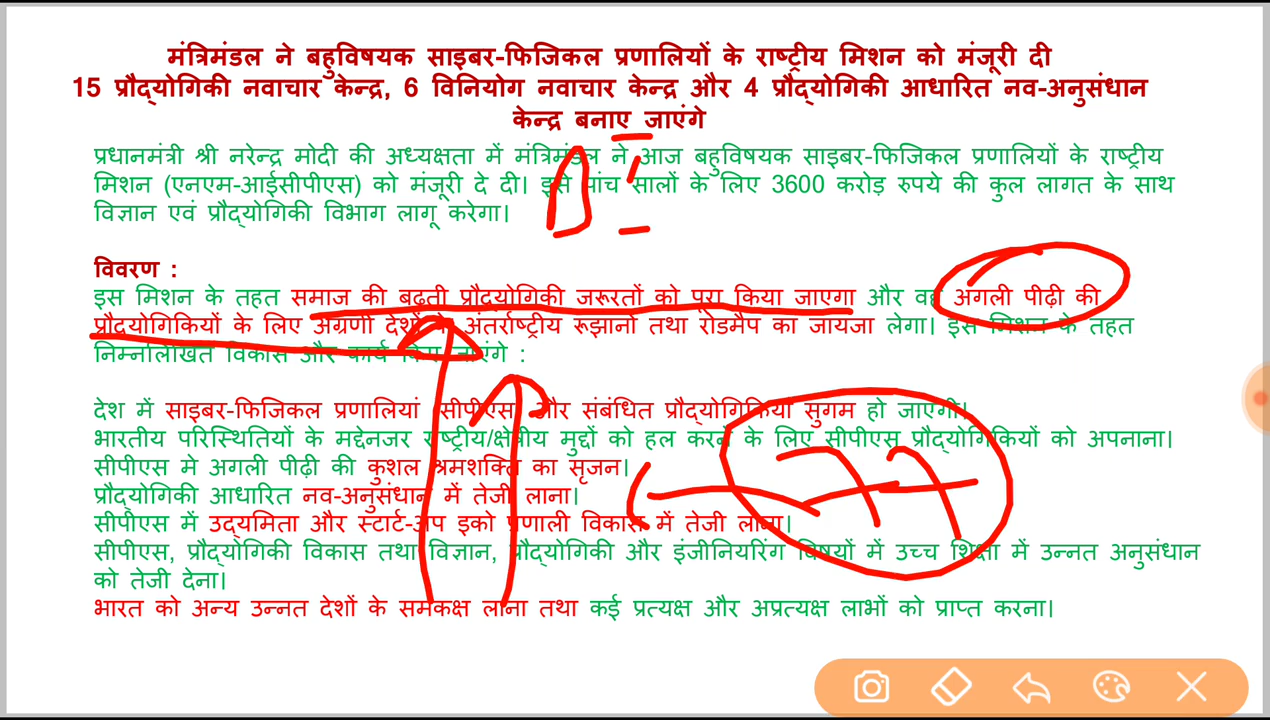 मंत्रिमंडल ने बहुविषयक साइबर-फिजिकल प्रणालियों के राष्ट्रीय मिशन को मंजूरी दी
15 प्रौद्योगिकी नवाचार केन्द्र, 6 विनियोग नवाचार केन्द्र और 4 प्रौद्योगिकी आधारित नव-अनुसंधान
केन्द्र बनाए जाएंगे
प्रधानमंत्री श्री नरेन्द्र मोदी की अध्यक्षता में मंत्रिमंडल ने आज बहुविषयक साइबर-फिजिकल प्रणालियों के राष्ट्रीय
मिशन (एनएम-आईसीपीएस) को मंजूरी दे दी। इसे पांच सालों के लिए 3600 करोड़ रुपये की कुल लागत के साथ
विज्ञान एवं प्रौद्योगिकी विभाग लागू करेगा।
विवरण :
इस मिशन के तहत समाज की बढ़ती प्रौद्योगिकी जरूरतों को पूरा किया जाएगा और वह अगली पीढ़ी की
प्रौद्योगिकियों के लिए अग्रणी देशों के अंतर्राष्ट्रीय रूझानों तथा रोडमैप का जायजा लेगा। इस मिशन के तहत
निम्नलिखित विकास और कार्य किए जाएंगे :
देश में साइबर-फिजिकल प्रणालियां (सीपीएस) और संबंधित प्रौद्योगिकियां सुगम हो जाएंगी।
भारतीय परिस्थितियों के मद्देनजर राष्ट्रीय/क्षेत्रीय मुद्दों को हल करने के लिए सीपीएस प्रौद्योगिकियों को अपनाना।
सीपीएस मे अगली पीढ़ी की कुशल श्रमशक्ति का सृजन।
प्रौद्योगिकी आधारित नव-अनुसंधान में तेजी लाना।
सीपीएस में उद्यमिता और स्टार्ट-अप इको प्रणाली विकास में तेजी लाना।
सीपीएस, प्रौद्योगिकी विकास तथा विज्ञान, प्रौद्योगिकी और इंजीनियरिंग विषयों में उच्च शिक्षा में उन्नत अनुसंधान
को तेजी देना।
भारत को अन्य उन्नत देशों के समकक्ष लाना तथा कई प्रत्यक्ष और अप्रत्यक्ष लाभों को प्राप्त करना।